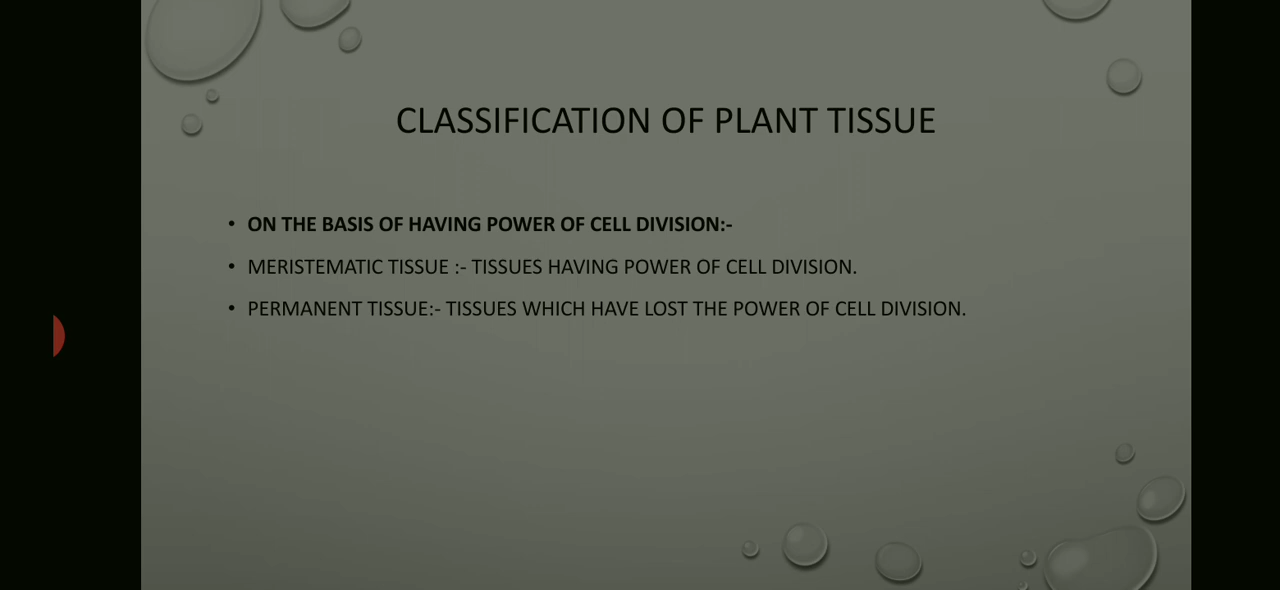 CLASSIFICATION OF PLANT TISSUE
• ON THE BASIS OF HAVING POWER OF CELL DIVISION:-
• MERISTEMATIC TISSUE :- TISSUES HAVING POWER OF CELL DIVISION.
• PERMANENT TISSUE:- TISSUES WHICH HAVE LOST THE POWER OF CELL DIVISION.